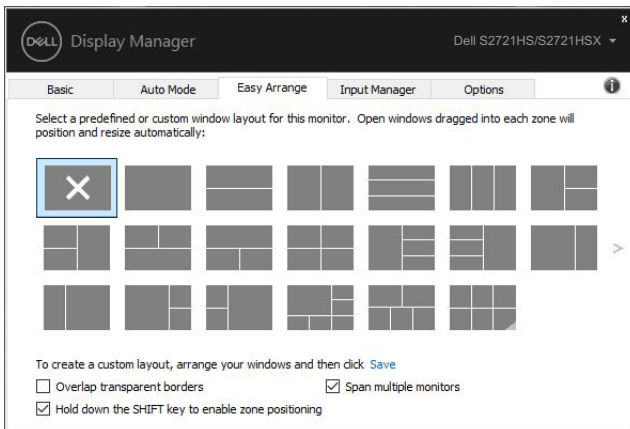 x
DELL Display Manager Dell S2721HS/S2721HSX
Basic Auto Mode Easy Arrange Input Manager Options i
Select a predefined or custom window layout for this monitor. Open windows dragged into each zone will
position and resize automatically:
>
To create a custom layout, arrange your windows and then click Save
Overlap transparent borders Span multiple monitors
Hold down the SHIFT key to enable zone positioning